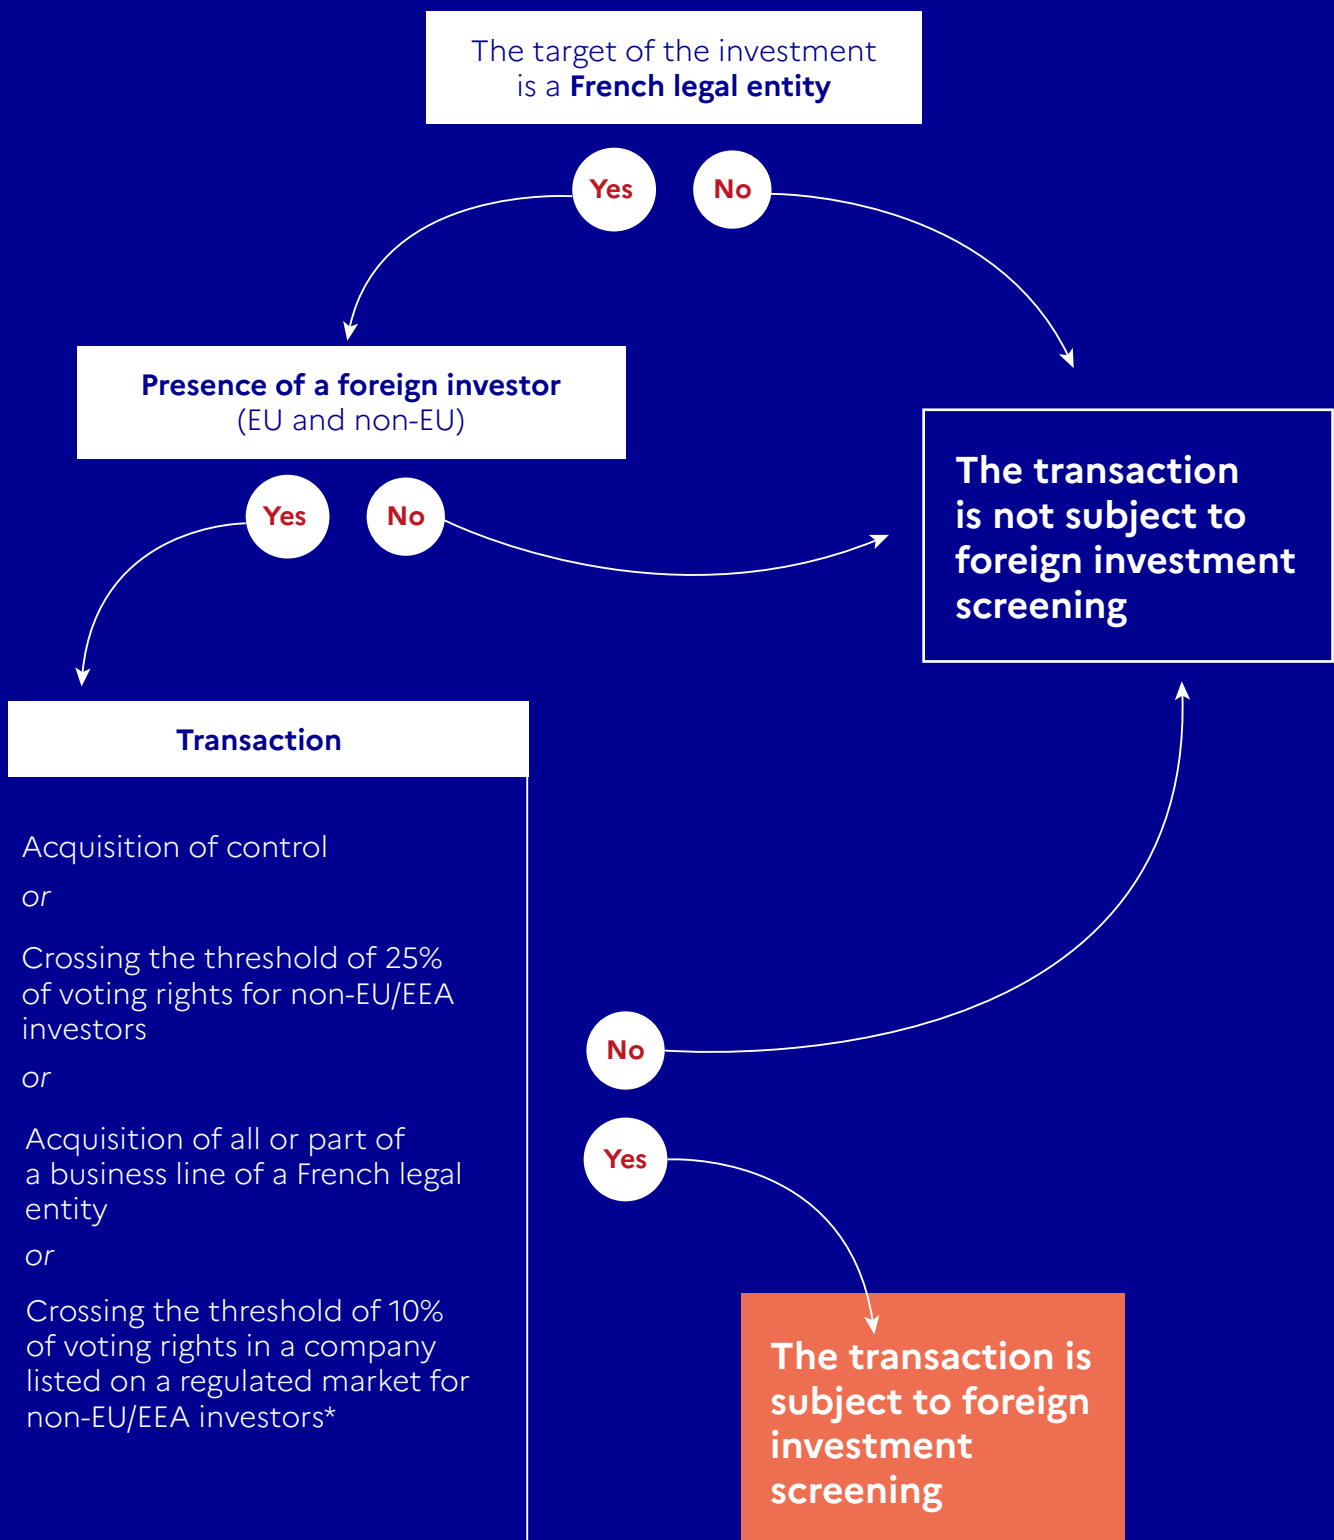 The target of the investment
is a French legal entity
Yes
No
Presence of a foreign investor
(EU and non-EU)
Yes
No
The transaction
is not subject to
foreign investment
screening
Transaction
Acquisition of control
or
Crossing the threshold of 25%
of voting rights for non-EU/EEA
investors
or
Acquisition of all or part of
a business line of a French legal
entity
or
Crossing the threshold of 10%
of voting rights in a company
listed on a regulated market for
non-EU/EEA investors*
No
Yes
The transaction is
subject to foreign
investment
screening